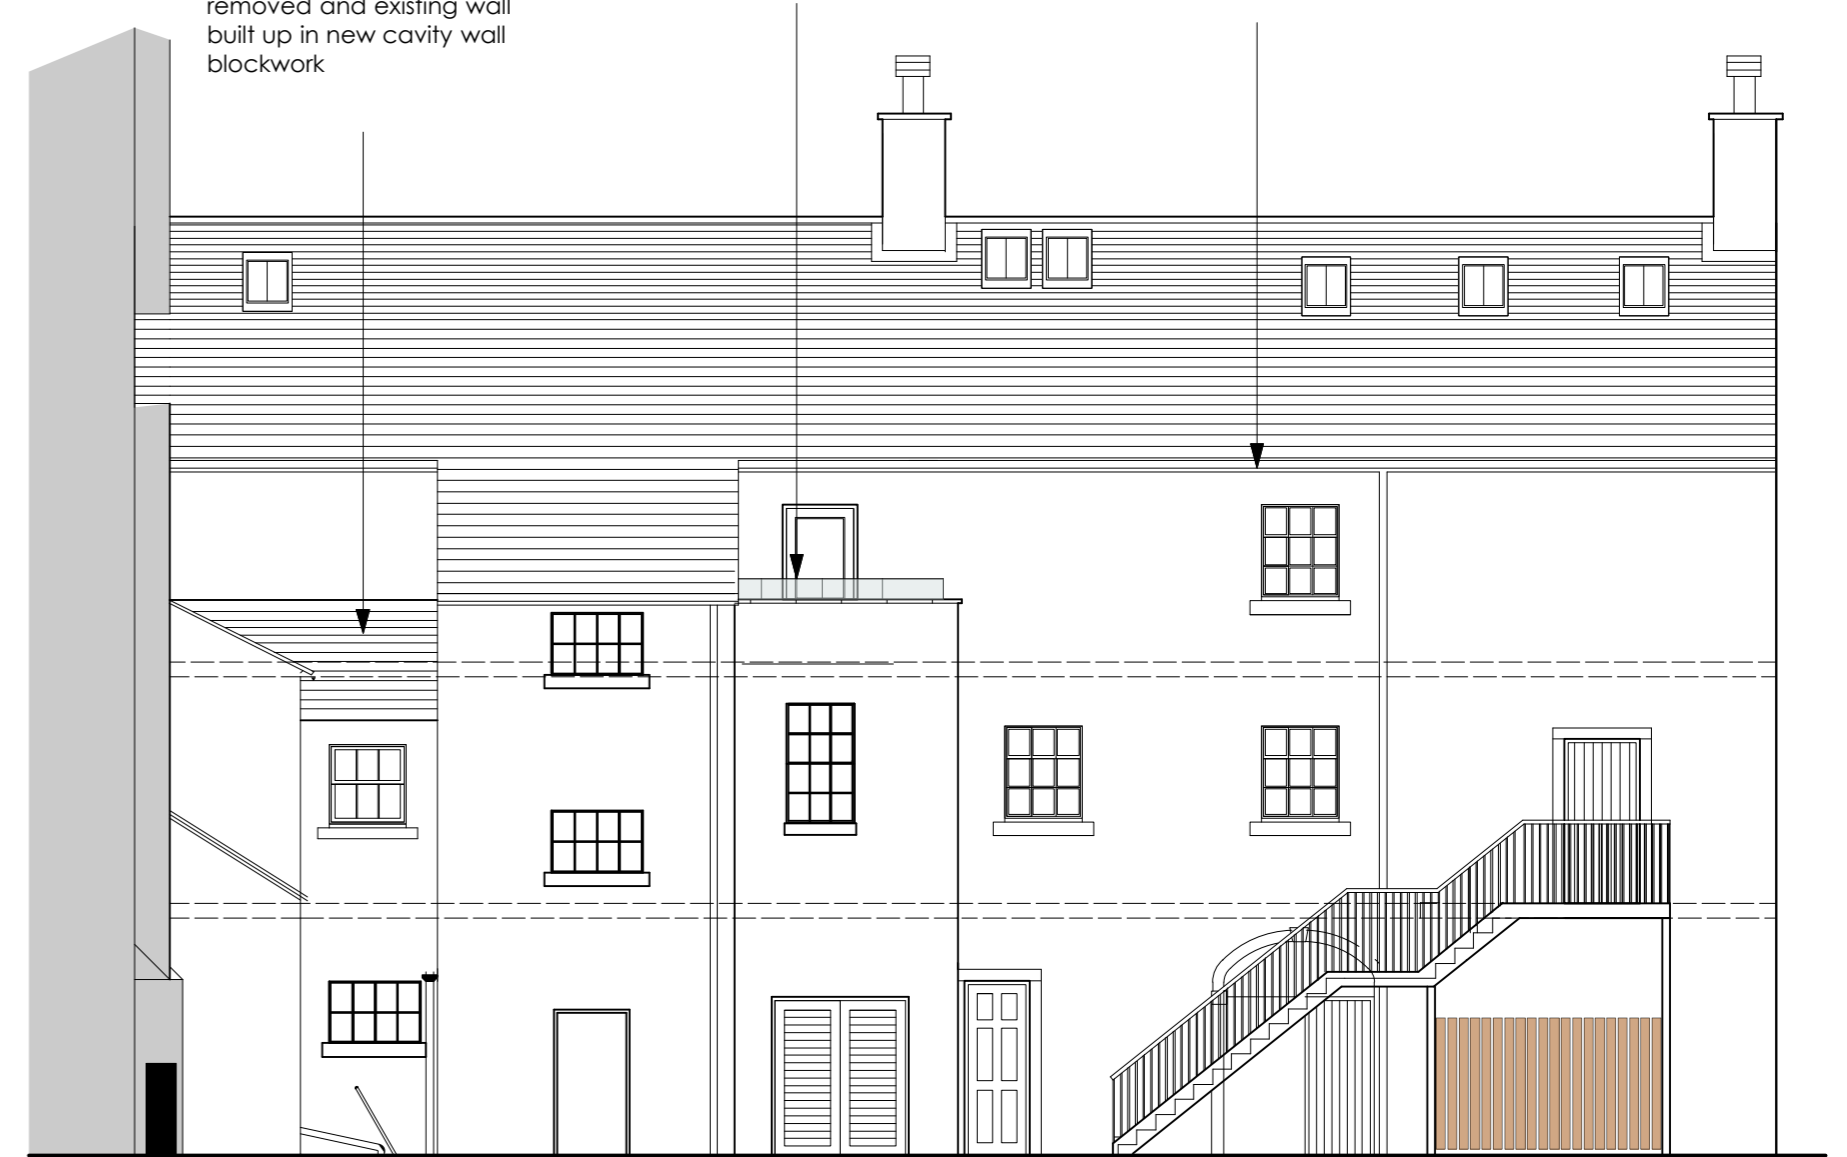 removed and existing wall
built up in new cavity wall
blockwork